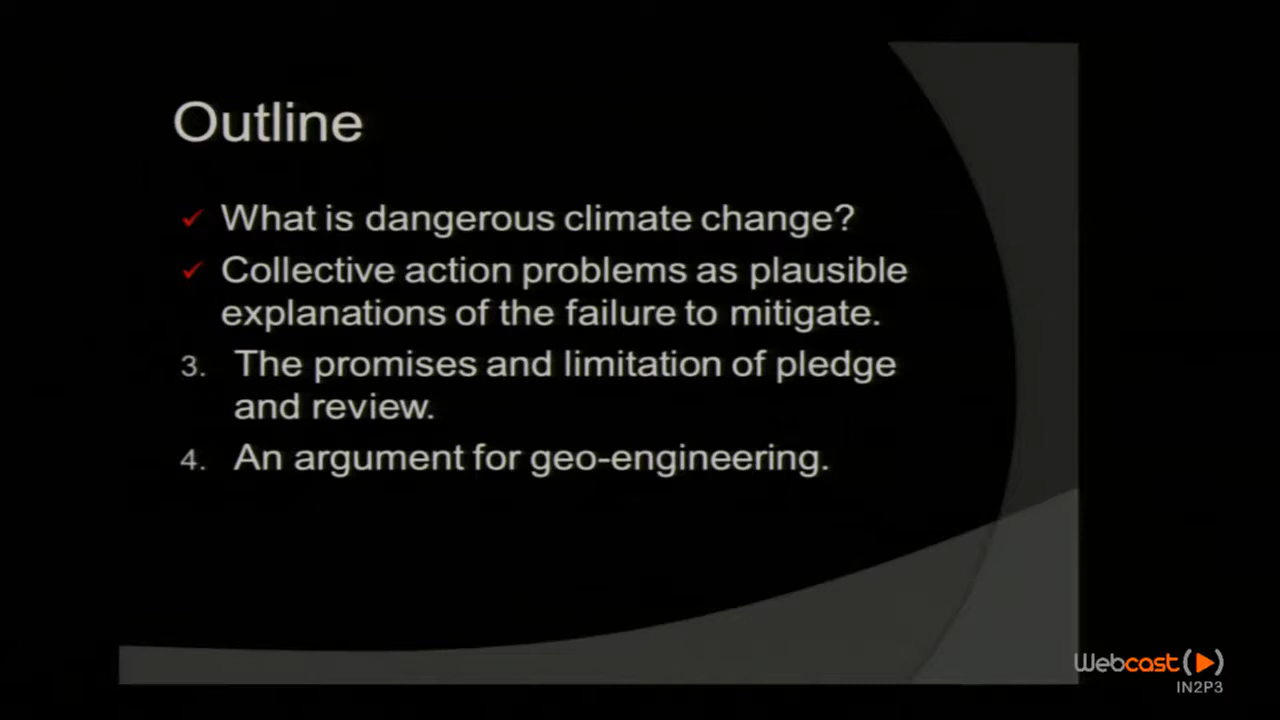 Outline
✓ What is dangerous climate change?
✓ Collective action problems as plausible
explanations of the failure to mitigate.
3. The promises and limitation of pledge
and review.
4. An argument for geo-engineering.
Webcast
IN2P3